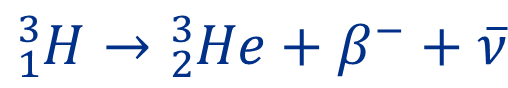 ³₁H → ³₂He + β⁻ + ν̄